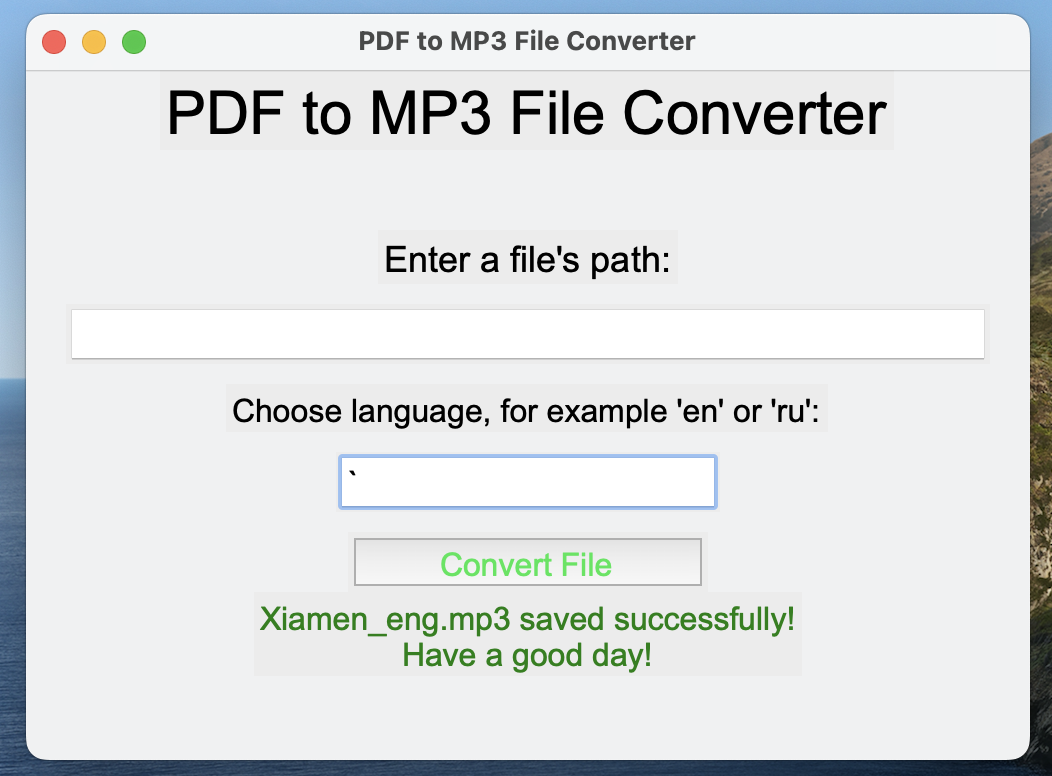 PDF to MP3 File Converter
PDF to MP3 File Converter
Enter a file's path:
Choose language, for example 'en' or 'ru':
`
Convert File
Xiamen_eng.mp3 saved successfully!
Have a good day!